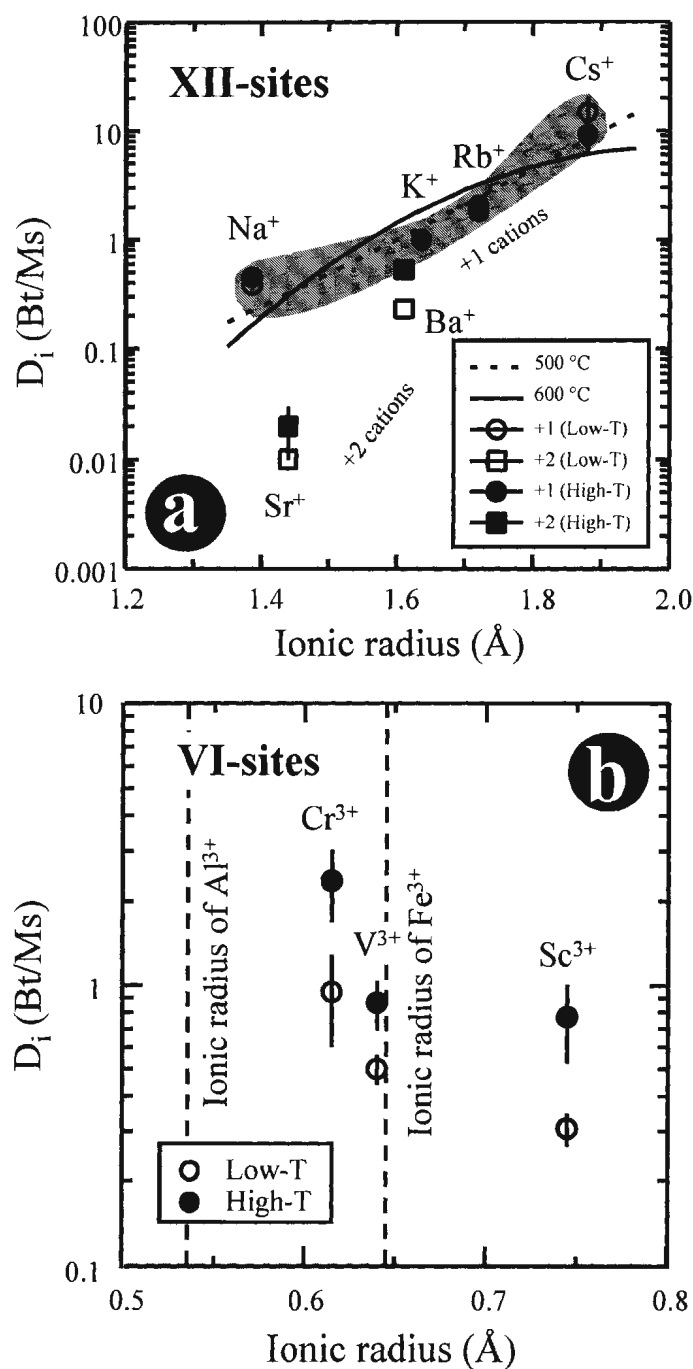 100
XII-sites
Cs⁺
10
Rb⁺
K⁺
Na⁺
1
+1 cations
Ba⁺
0.1
+2 cations
0.01
Sr⁺
0.001
D_i (Bt/Ms)
500 °C
600 °C
+1 (Low-T)
+2 (Low-T)
+1 (High-T)
+2 (High-T)
a
1.2 1.4 1.6 1.8 2.0
Ionic radius (Å)
10
VI-sites
b
Cr³⁺
V³⁺
Sc³⁺
Ionic radius of Al³⁺
Ionic radius of Fe³⁺
1
D_i (Bt/Ms)
Low-T
High-T
0.1
0.5 0.6 0.7 0.8
Ionic radius (Å)